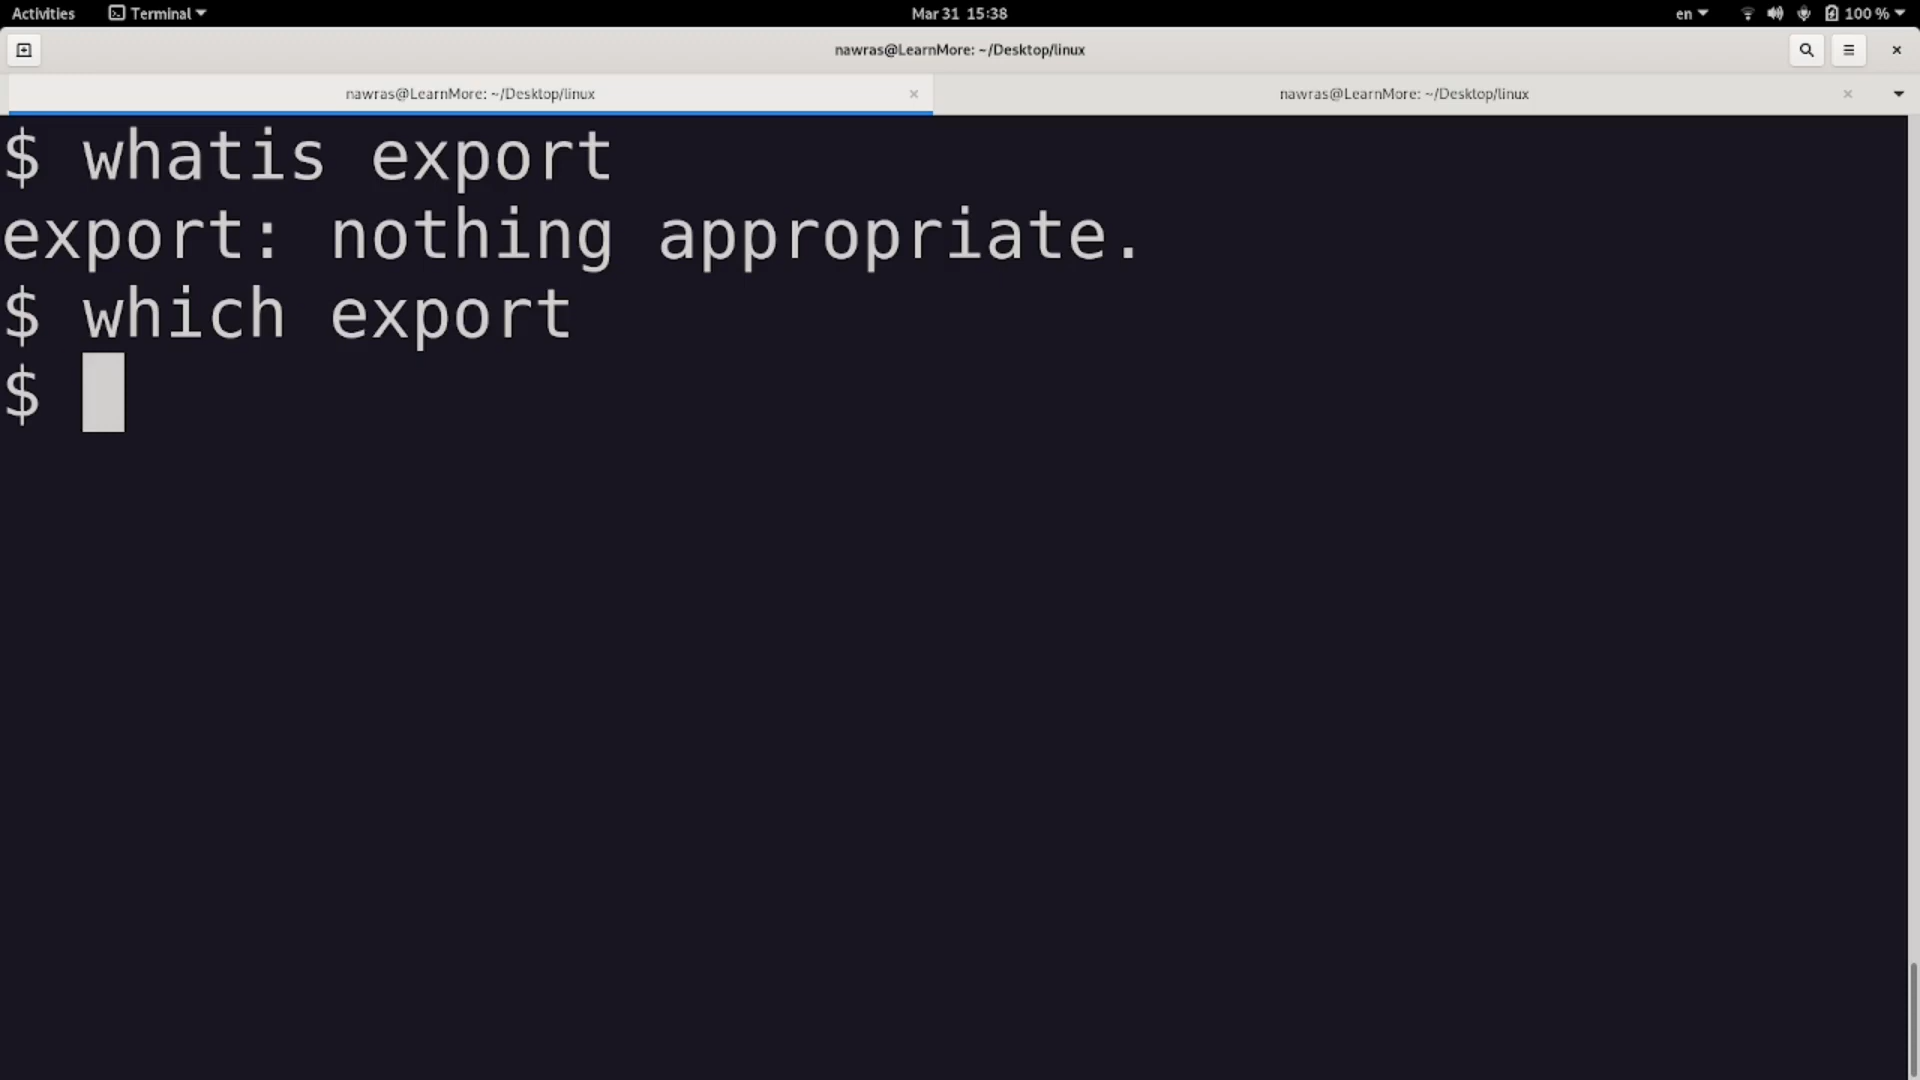 Activities Terminal Mar 31 15:38 en 100 %
nawras@LearnMore: ~/Desktop/linux
nawras@LearnMore: ~/Desktop/linux nawras@LearnMore: ~/Desktop/linux
$ whatis export
export: nothing appropriate.
$ which export
$